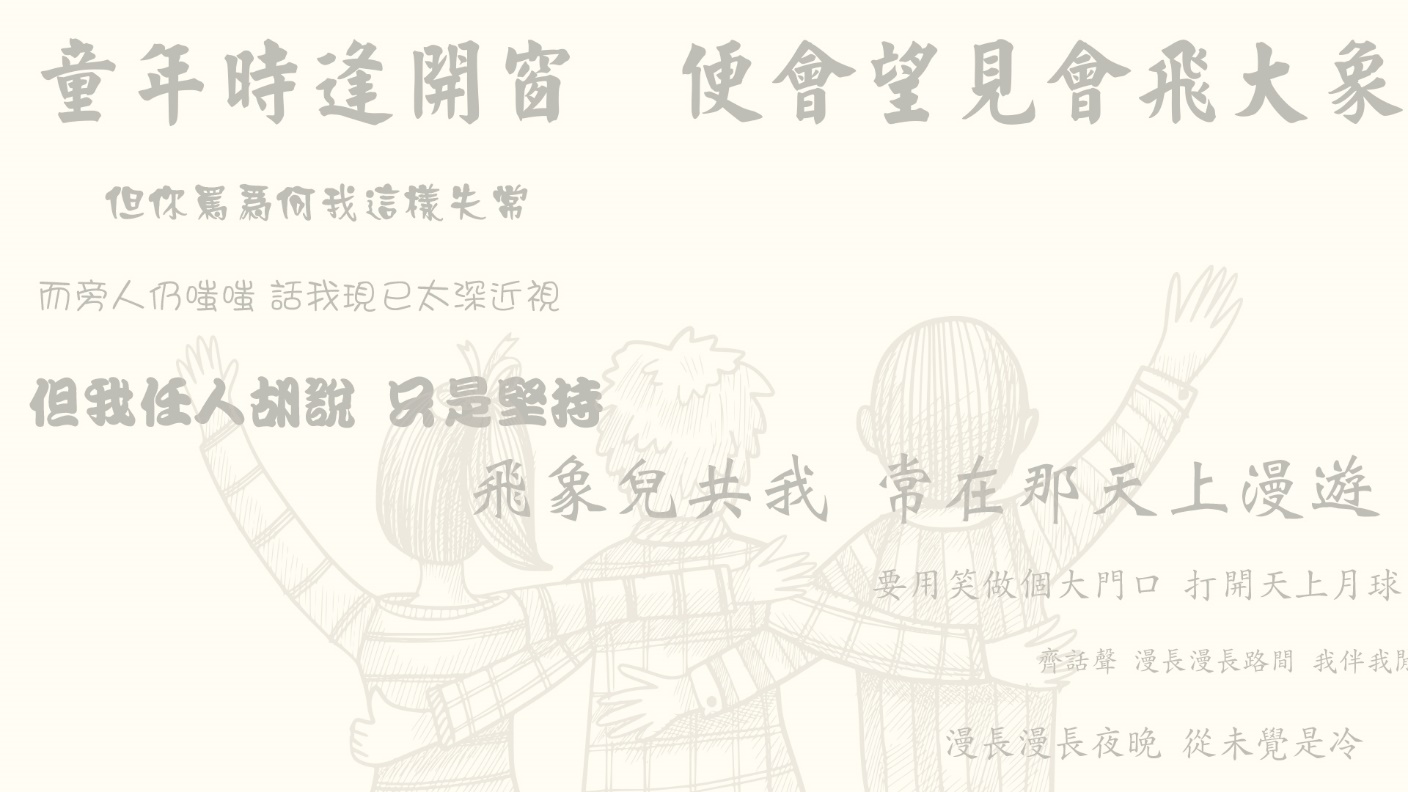 童年時逢開窗 便會望見會飛大象
但你罵為何我這樣失常
而旁人仍嗤嗤 話我現已太深近視
但我任人胡說 只是堅持
飛象兒共我 常在那天上漫遊
要用笑做個大門口 打開天上月球
齊話聲 漫長漫長路間 我伴我
漫長漫長夜晚 從未覺是冷